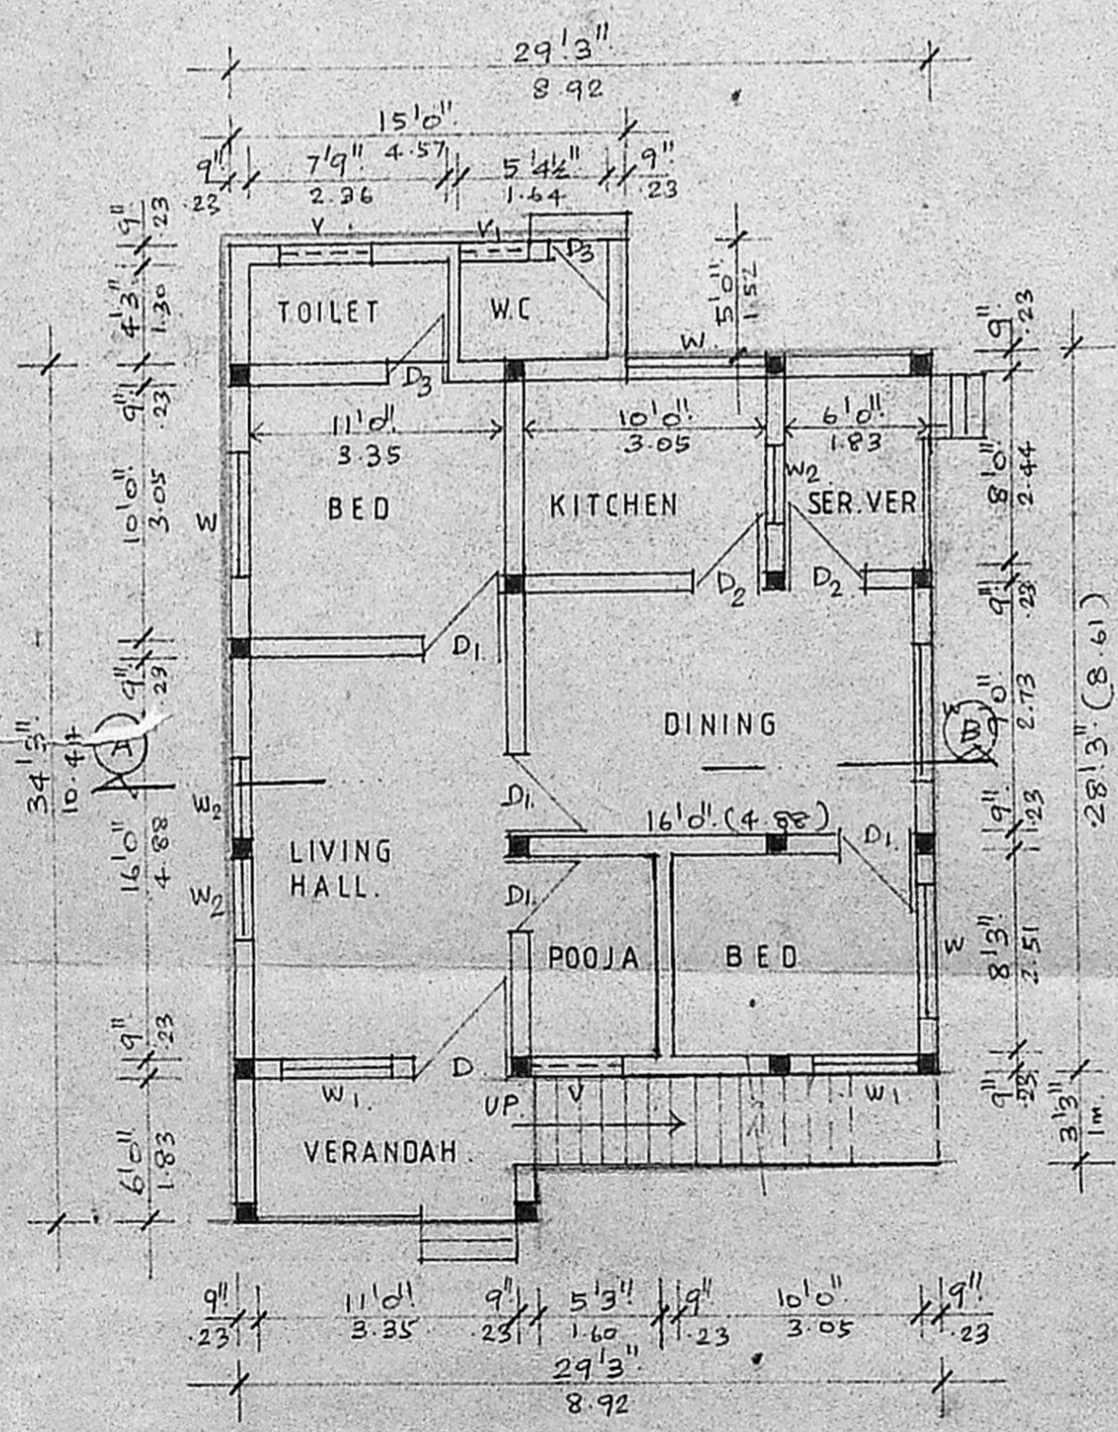 29'3"
8.92
15'0"
4.57
9"
.23
7'9"
2.36
5'4½"
1.64
9"
.23
V
V1
D3
9"
.23
4'3"
1.30
TOILET
W.C
5'0"
1.52
W
9"
.23
D3
9"
.23
11'0"
3.35
10'0"
3.05
6'0"
1.83
10'0"
3.05
W
BED
KITCHEN
W2
SER.VER
8'0"
2.44
D2
D2
9"
.23
D1
9"
.23
28'3" (8.61)
34'3"
10.44
A
DINING
W
B
9'0"
2.73
D1
W2
16'0" (4.88)
D1
9"
.23
16'0"
4.88
LIVING
HALL.
W2
D1
POOJA
BED
W
8'3"
2.51
9"
.23
D
W1
UP.
V
W1
9"
.23
3'3"
1m.
6'0"
1.83
VERANDAH
9"
.23
11'0"
3.35
9"
.23
5'3"
1.60
9"
.23
10'0"
3.05
9"
.23
29'3"
8.92